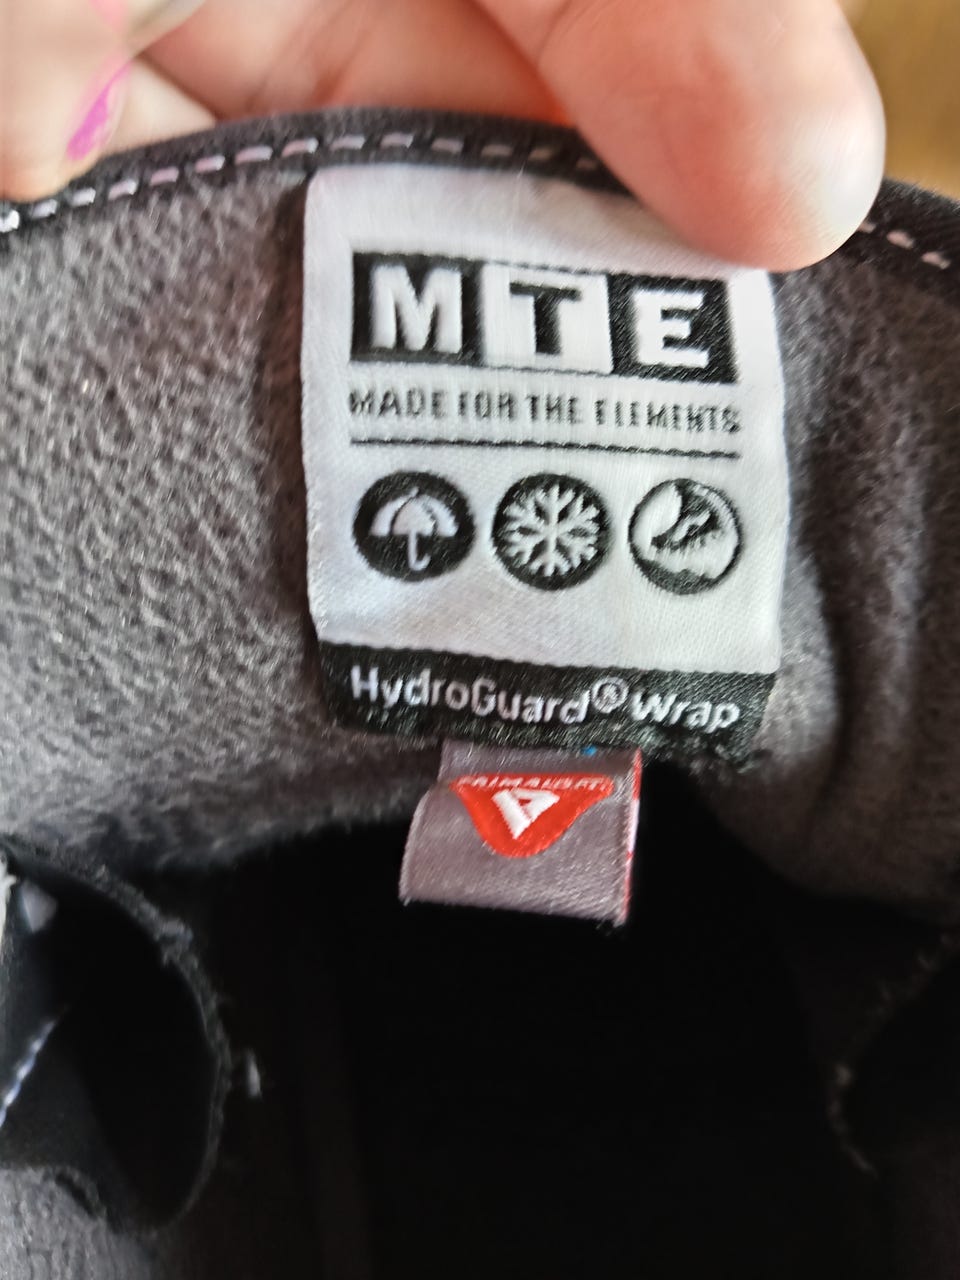 MTE
MADE FOR THE ELEMENTS
HydroGuard® Wrap
PRIMALOFT